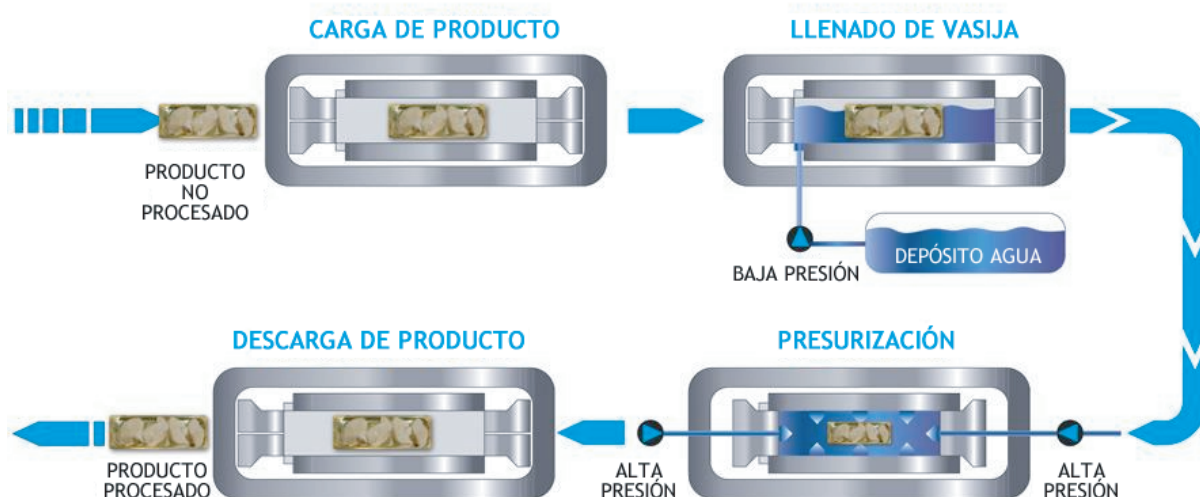 CARGA DE PRODUCTO
LLENADO DE VASIJA
PRODUCTO
NO
PROCESADO
BAJA PRESIÓN
DEPÓSITO AGUA
DESCARGA DE PRODUCTO
PRESURIZACIÓN
PRODUCTO
PROCESADO
ALTA
PRESIÓN
ALTA
PRESIÓN